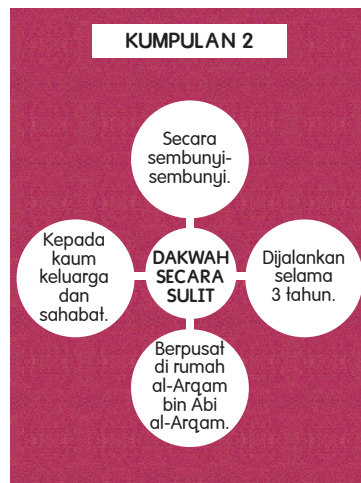 KUMPULAN 2
Secara
sembunyi-
sembunyi.
Kepada
kaum
keluarga
dan
sahabat.
DAKWAH
SECARA
SULIT
Dijalankan
selama
3 tahun.
Berpusat
di rumah
al-Arqam
bin Abi
al-Arqam.